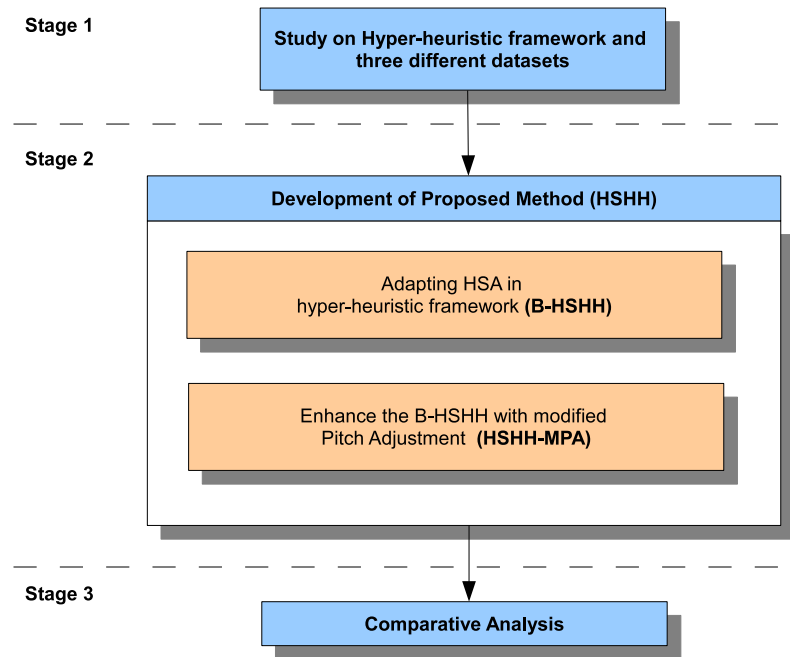 Stage 1
Study on Hyper-heuristic framework and
three different datasets
Stage 2
Development of Proposed Method (HSHH)
Adapting HSA in
hyper-heuristic framework (B-HSHH)
Enhance the B-HSHH with modified
Pitch Adjustment (HSHH-MPA)
Stage 3
Comparative Analysis